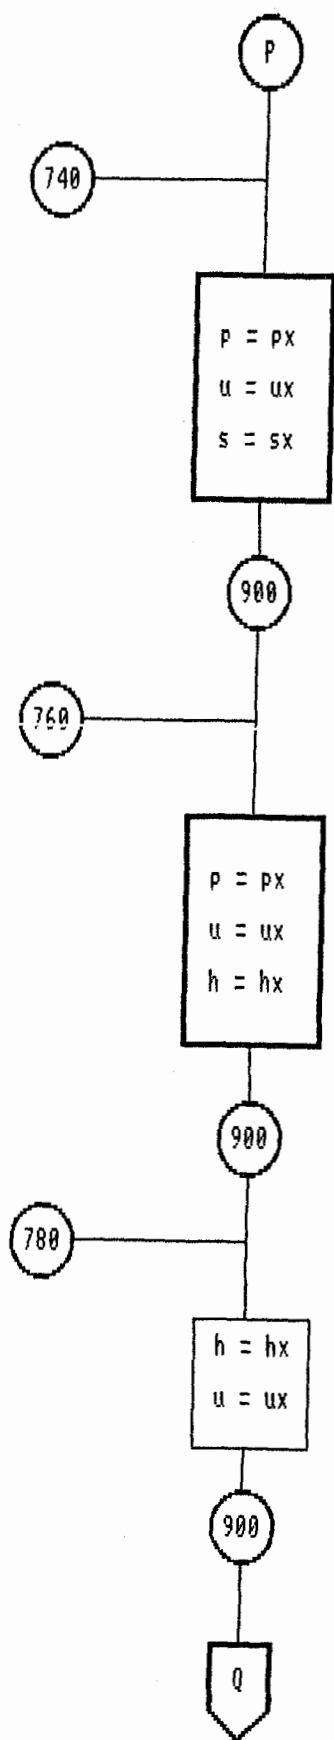 P
740
p = px
u = ux
s = sx
900
760
p = px
u = ux
h = hx
900
780
h = hx
u = ux
900
Q